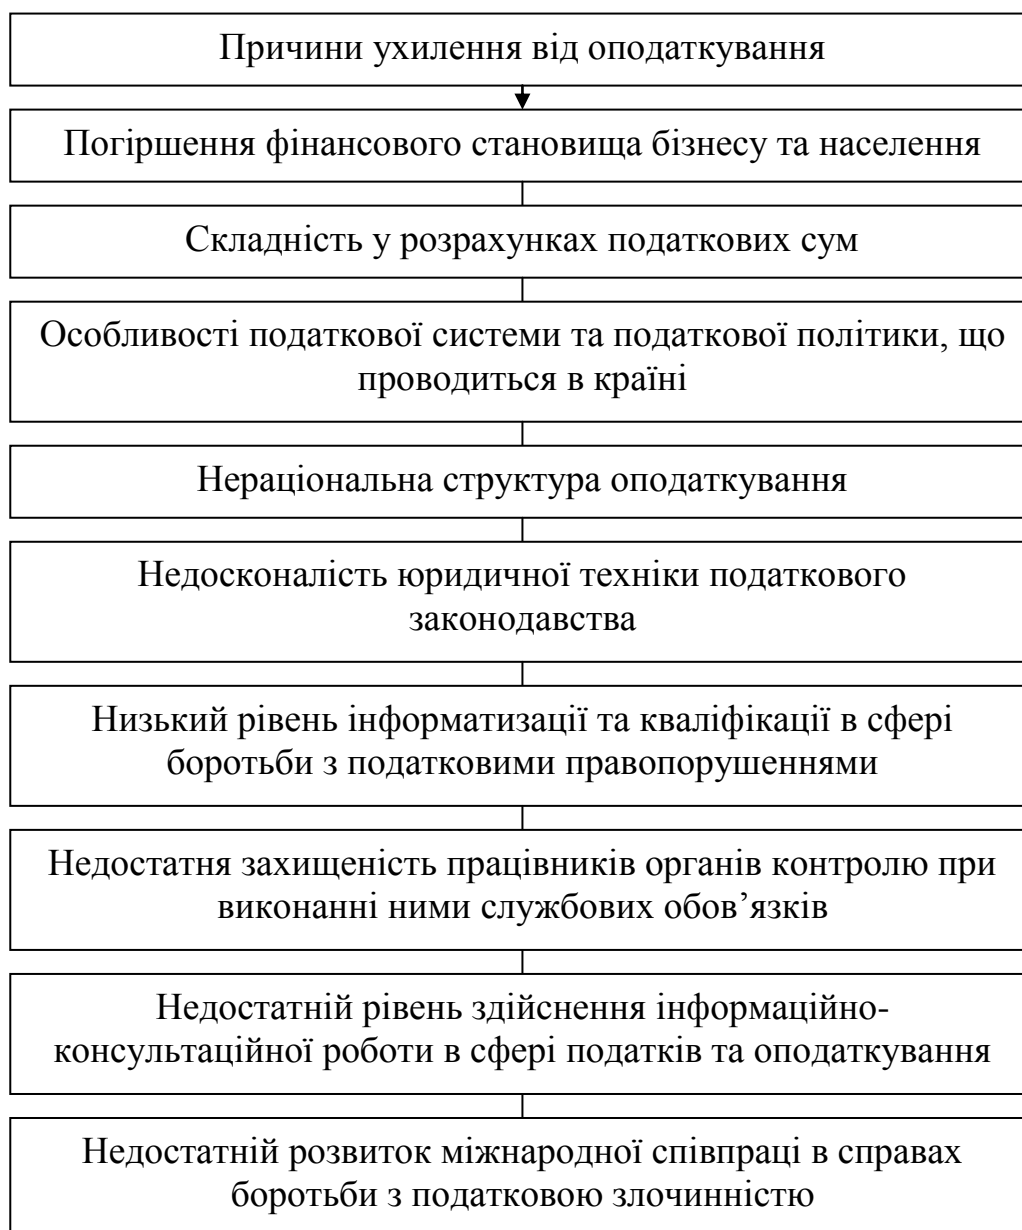 Причини ухилення від оподаткування
Погіршення фінансового становища бізнесу та населення
Складність у розрахунках податкових сум
Особливості податкової системи та податкової політики, що
проводиться в країні
Нераціональна структура оподаткування
Недосконалість юридичної техніки податкового
законодавства
Низький рівень інформатизації та кваліфікації в сфері
боротьби з податковими правопорушеннями
Недостатня захищеність працівників органів контролю при
виконанні ними службових обов’язків
Недостатній рівень здійснення інформаційно-
консультаційної роботи в сфері податків та оподаткування
Недостатній розвиток міжнародної співпраці в справах
боротьби з податковою злочинністю